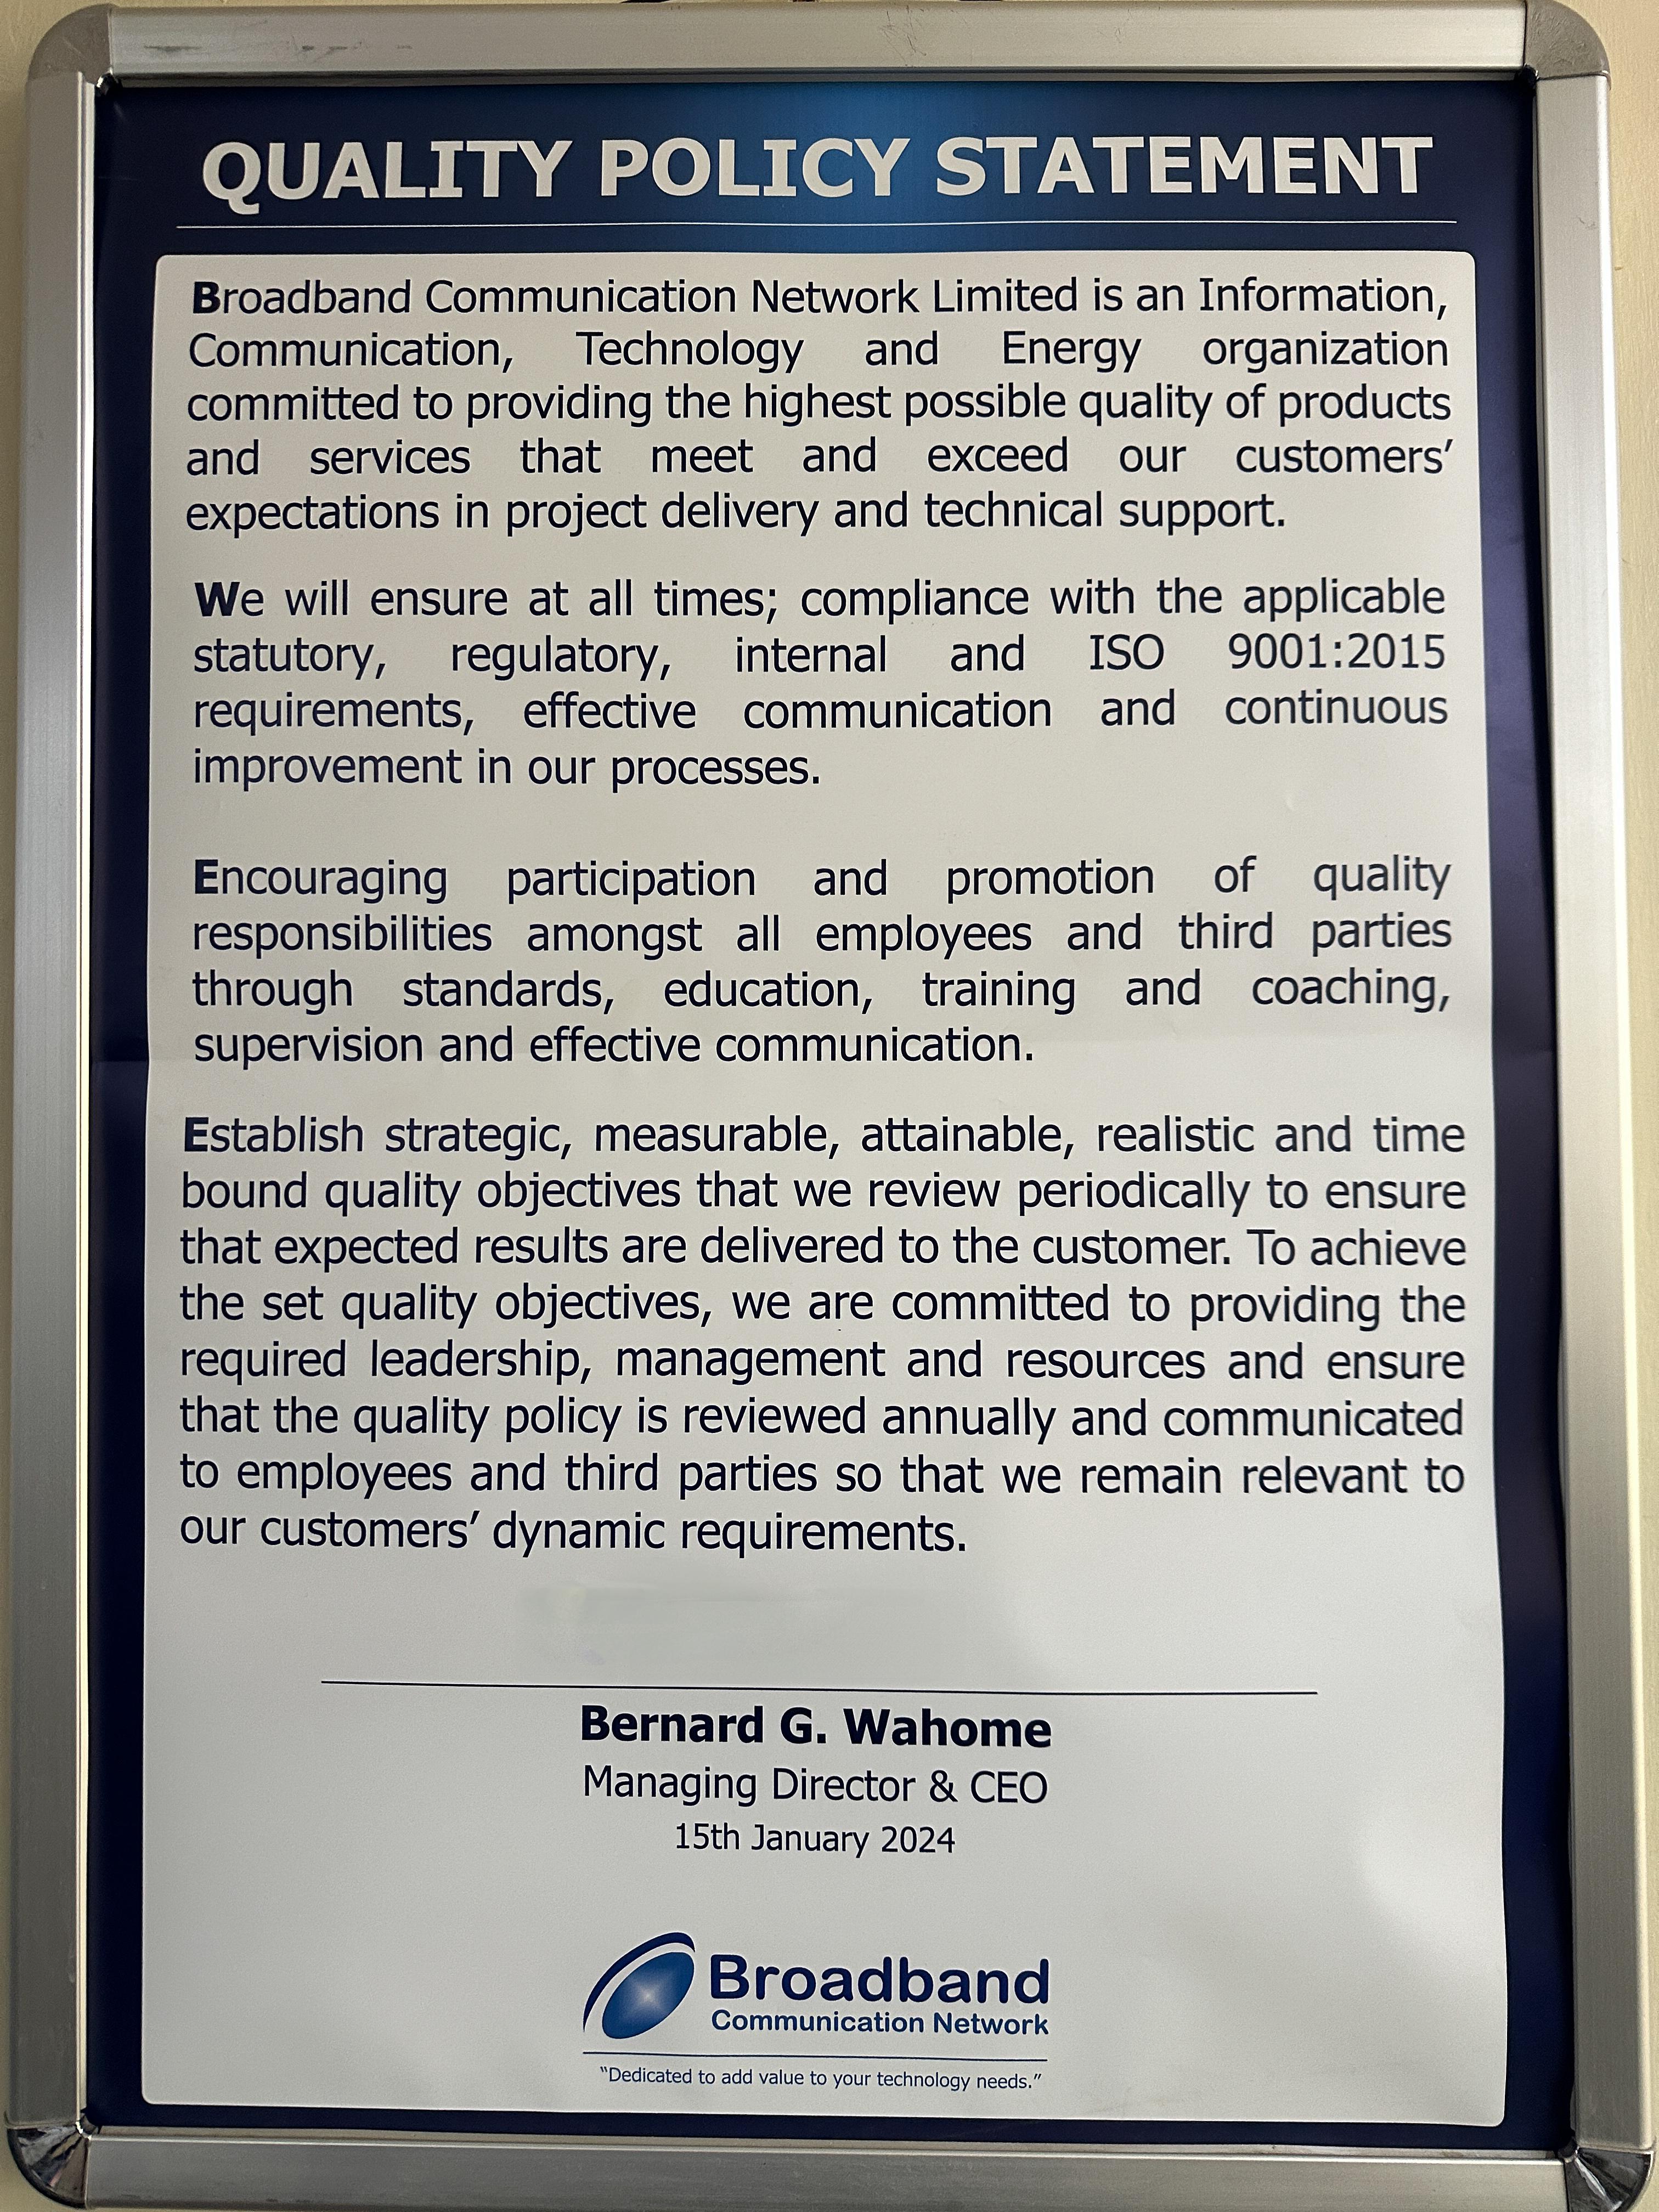 QUALITY POLICY STATEMENT
Broadband Communication Network Limited is an Information,
Communication, Technology and Energy organization
committed to providing the highest possible quality of products
and services that meet and exceed our customers’
expectations in project delivery and technical support.
We will ensure at all times; compliance with the applicable
statutory, regulatory, internal and ISO 9001:2015
requirements, effective communication and continuous
improvement in our processes.
Encouraging participation and promotion of quality
responsibilities amongst all employees and third parties
through standards, education, training and coaching,
supervision and effective communication.
Establish strategic, measurable, attainable, realistic and time
bound quality objectives that we review periodically to ensure
that expected results are delivered to the customer. To achieve
the set quality objectives, we are committed to providing the
required leadership, management and resources and ensure
that the quality policy is reviewed annually and communicated
to employees and third parties so that we remain relevant to
our customers’ dynamic requirements.
Bernard G. Wahome
Managing Director & CEO
15th January 2024
Broadband
Communication Network
“Dedicated to add value to your technology needs.”